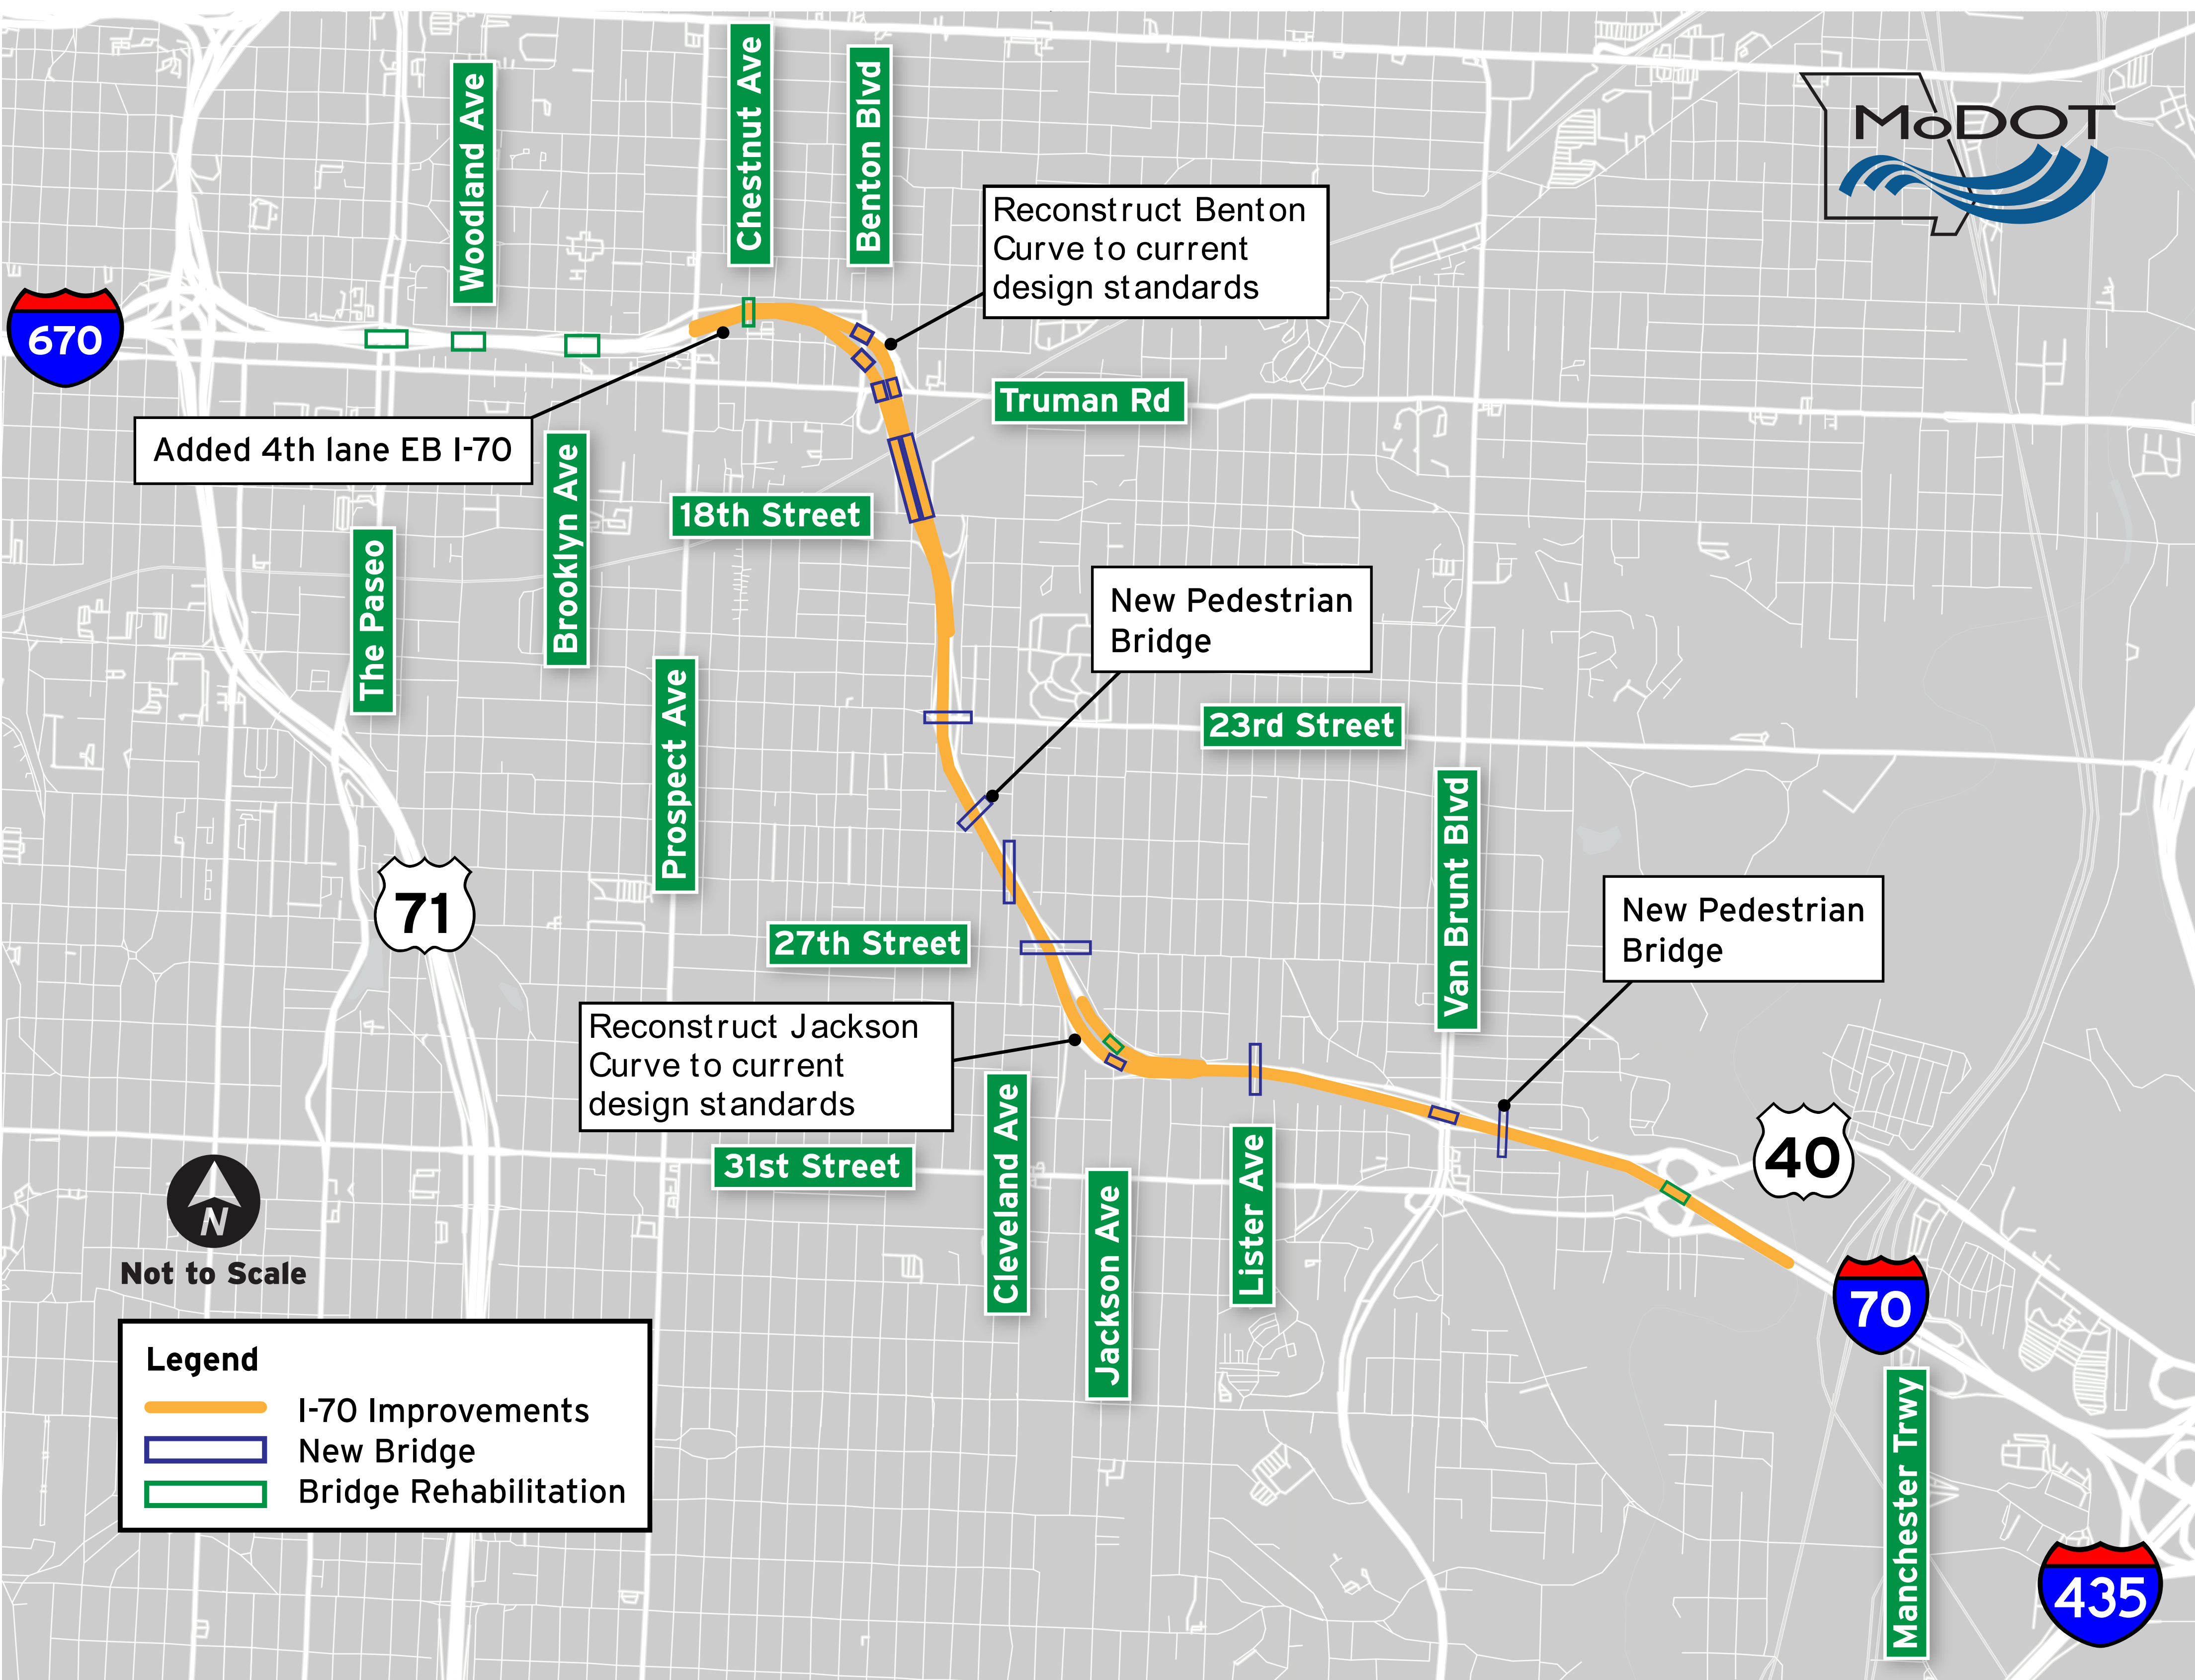 Woodland Ave
Chestnut Ave
Benton Blvd
MoDOT
Reconstruct Benton
Curve to current
design standards
670
Truman Rd
Added 4th lane EB I-70
Brooklyn Ave
18th Street
The Paseo
New Pedestrian
Bridge
Prospect Ave
23rd Street
Van Brunt Blvd
71
27th Street
New Pedestrian
Bridge
Reconstruct Jackson
Curve to current
design standards
Cleveland Ave
31st Street
Jackson Ave
Lister Ave
40
N
Not to Scale
70
Manchester Trwy
Legend
I-70 Improvements
New Bridge
Bridge Rehabilitation
435